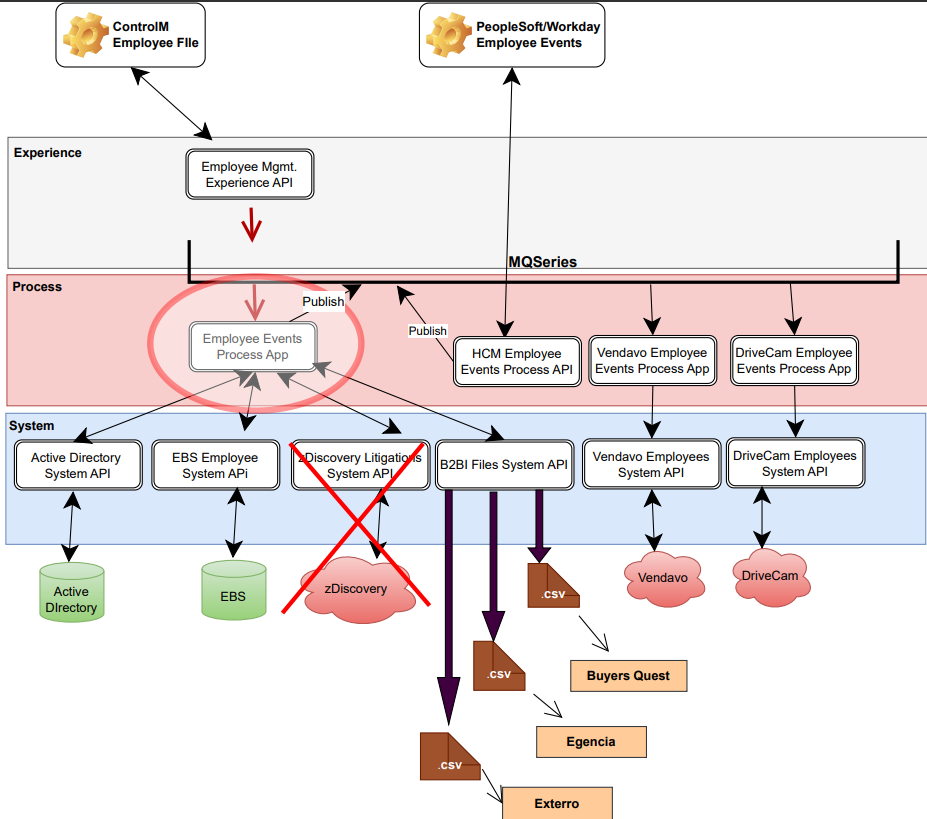 ControlM
Employee FIle
PeopleSoft/Workday
Employee Events
Experience
Employee Mgmt.
Experience API
MQSeries
Process
Publish
Publish
Employee Events
Process App
HCM Employee
Events Process API
Vendavo Employee
Events Process App
DriveCam Employee
Events Process App
System
Active Directory
System API
EBS Employee
System APi
zDiscovery Litigations
System API
B2BI Files System API
Vendavo Employees
System API
DriveCam Employees
System API
Active
DIrectory
EBS
zDiscovery
Vendavo
DriveCam
.csv
Buyers Quest
.csv
Egencia
.csv
Exterro